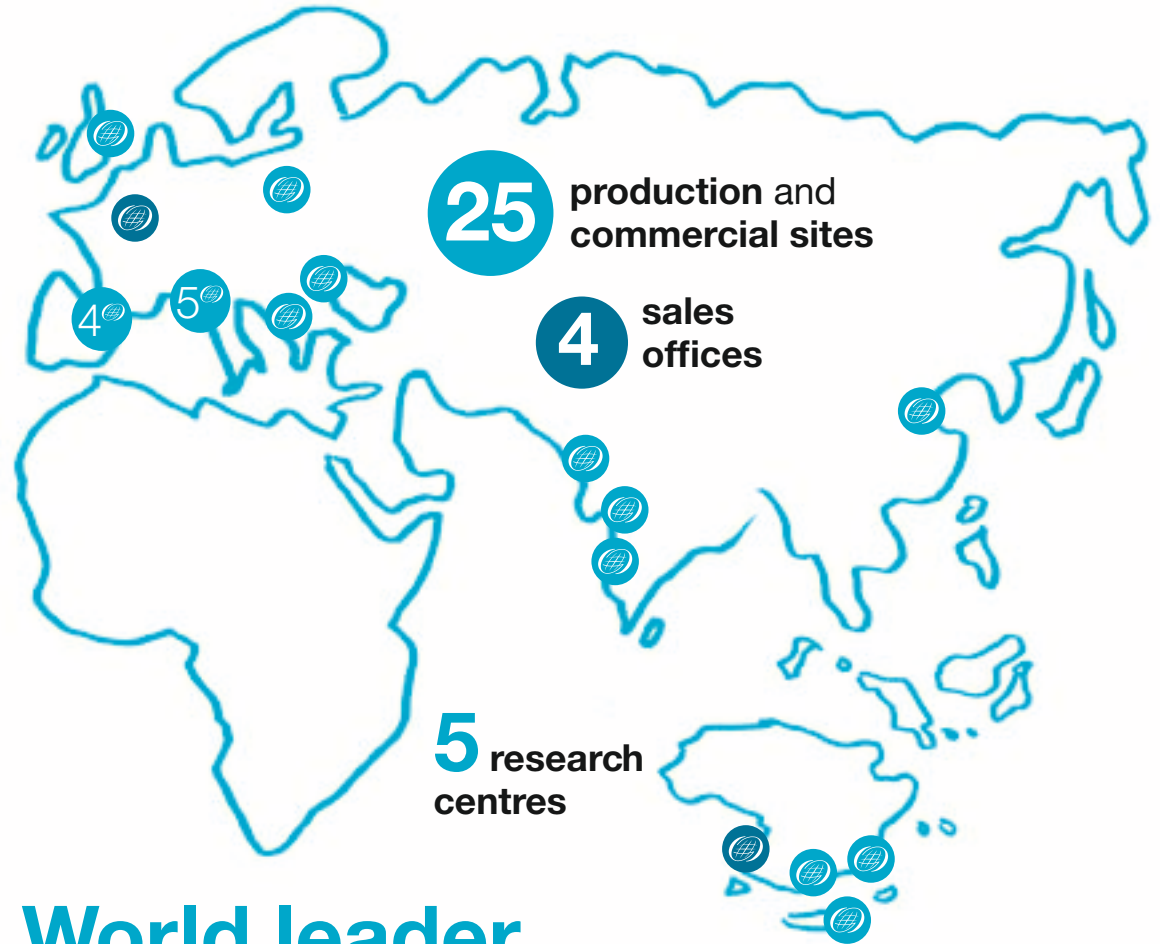 25 production and
commercial sites
4 sales
offices
4
5
5 research
centres
World leader